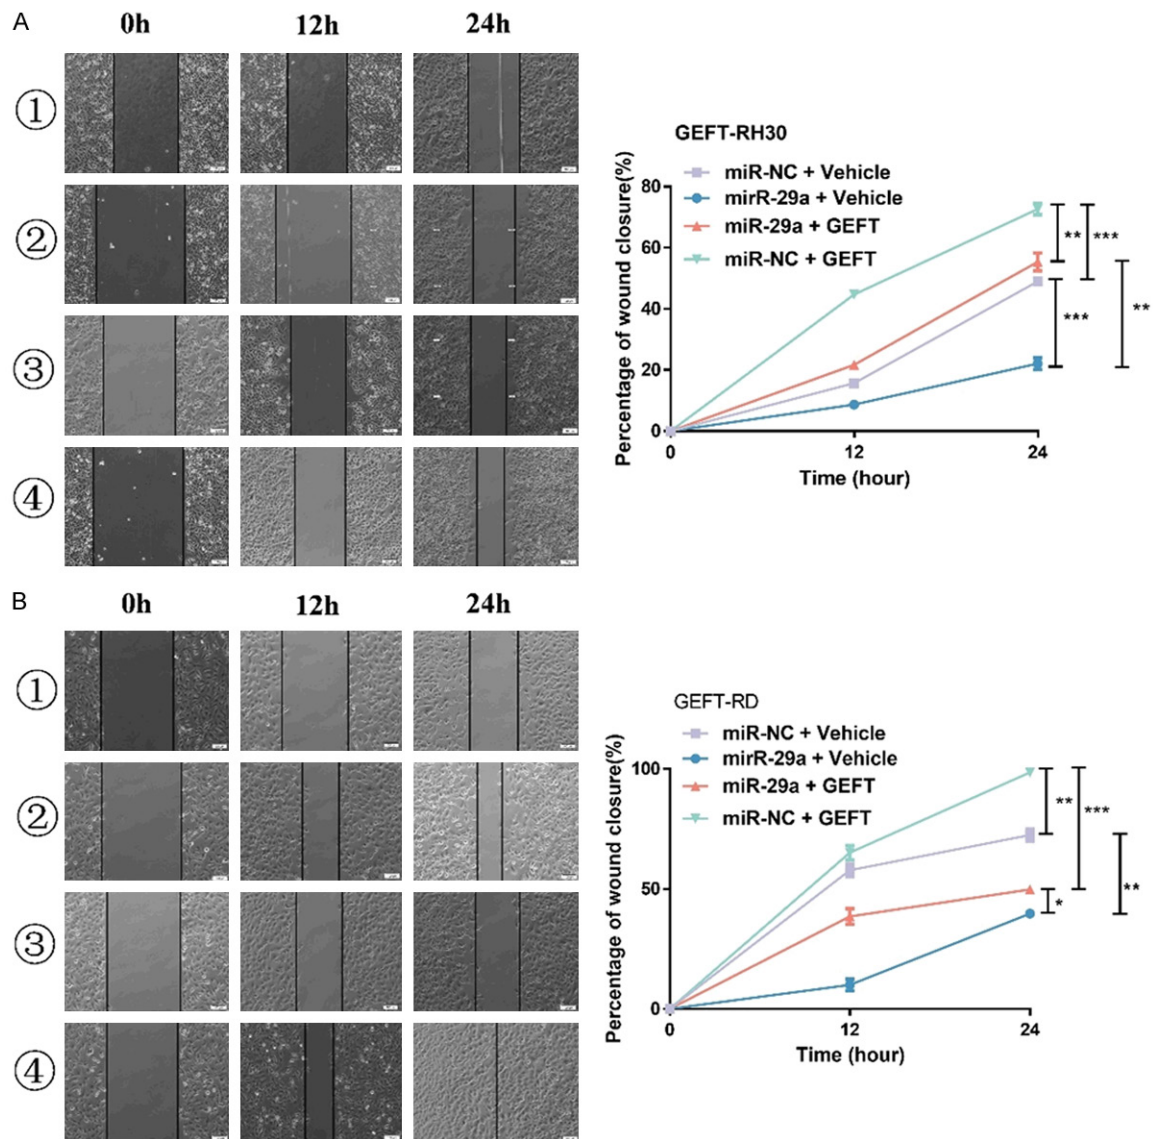 A
0h 12h 24h
①
②
③
④
GEFT-RH30
miR-NC + Vehicle
mirR-29a + Vehicle
miR-29a + GEFT
miR-NC + GEFT
Percentage of wound closure(%)
80
60
40
20
0
0 12 24
Time (hour)
** ***
**
***
B
0h 12h 24h
①
②
③
④
GEFT-RD
miR-NC + Vehicle
mirR-29a + Vehicle
miR-29a + GEFT
miR-NC + GEFT
Percentage of wound closure(%)
100
50
0
0 12 24
Time (hour)
** ***
**
*